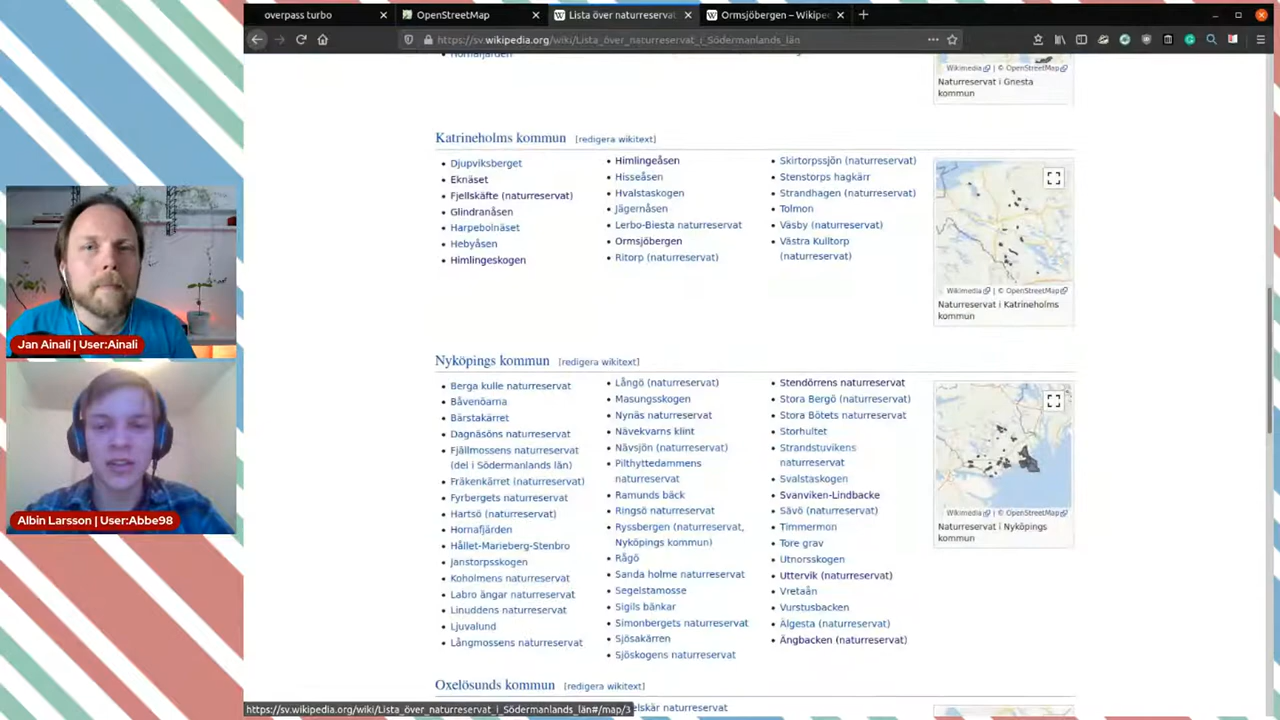 overpass turbo
OpenStreetMap
Lista över naturreservat
Ormsjöbergen – Wikipe
https://sv.wikipedia.org/wiki/Lista_över_naturreservat_i_Södermanlands_län
Hornafjärden
Wikimedia | © OpenStreetMap
Naturreservat i Gnesta
kommun
Katrineholms kommun [redigera wikitext]
Djupviksberget
Eknäset
Fjellskäfte (naturreservat)
Glindranåsen
Harpebolnäset
Hebyåsen
Himlingeskogen
Himlingeåsen
Hisseåsen
Hvalstaskogen
Jägernåsen
Lerbo-Biesta naturreservat
Ormsjöbergen
Ritorp (naturreservat)
Skirtorpssjön (naturreservat)
Stenstorps hagkärr
Strandhagen (naturreservat)
Tolmon
Väsby (naturreservat)
Västra Kulltorp
(naturreservat)
Wikimedia | © OpenStreetMap
Naturreservat i Katrineholms
kommun
Jan Ainali | User:Ainali
Albin Larsson | User:Abbe98
Nyköpings kommun [redigera wikitext]
Berga kulle naturreservat
Båvenöarna
Bärstakärret
Dagnäsöns naturreservat
Fjällmossens naturreservat
(del i Södermanlands län)
Fräkenkärret (naturreservat)
Fyrbergets naturreservat
Hartsö (naturreservat)
Hornafjärden
Hållet-Marieberg-Stenbro
Janstorpsskogen
Koholmens naturreservat
Labro ängar naturreservat
Linuddens naturreservat
Ljuvalund
Långmossens naturreservat
Långö (naturreservat)
Masungsskogen
Nynäs naturreservat
Nävekvarns klint
Nävsjön (naturreservat)
Pilthyttedammens
naturreservat
Ramunds bäck
Ringsö naturreservat
Ryssbergen (naturreservat,
Nyköpings kommun)
Rågö
Sanda holme naturreservat
Segelstamosse
Sigils bänkar
Simonbergets naturreservat
Sjösakärren
Sjöskogens naturreservat
Stendörrens naturreservat
Stora Bergö (naturreservat)
Stora Bötets naturreservat
Storhultet
Strandstuvikens
naturreservat
Svalstaskogen
Svanviken-Lindbacke
Sävö (naturreservat)
Timmermon
Tore grav
Utnorsskogen
Uttervik (naturreservat)
Vretaån
Vurstusbacken
Älgesta (naturreservat)
Ängbacken (naturreservat)
Wikimedia | © OpenStreetMap
Naturreservat i Nyköpings
kommun
Oxelösunds kommun [redigera wikitext]
elskär naturreservat
https://sv.wikipedia.org/wiki/Lista_över_naturreservat_i_Södermanlands_län#/map/3